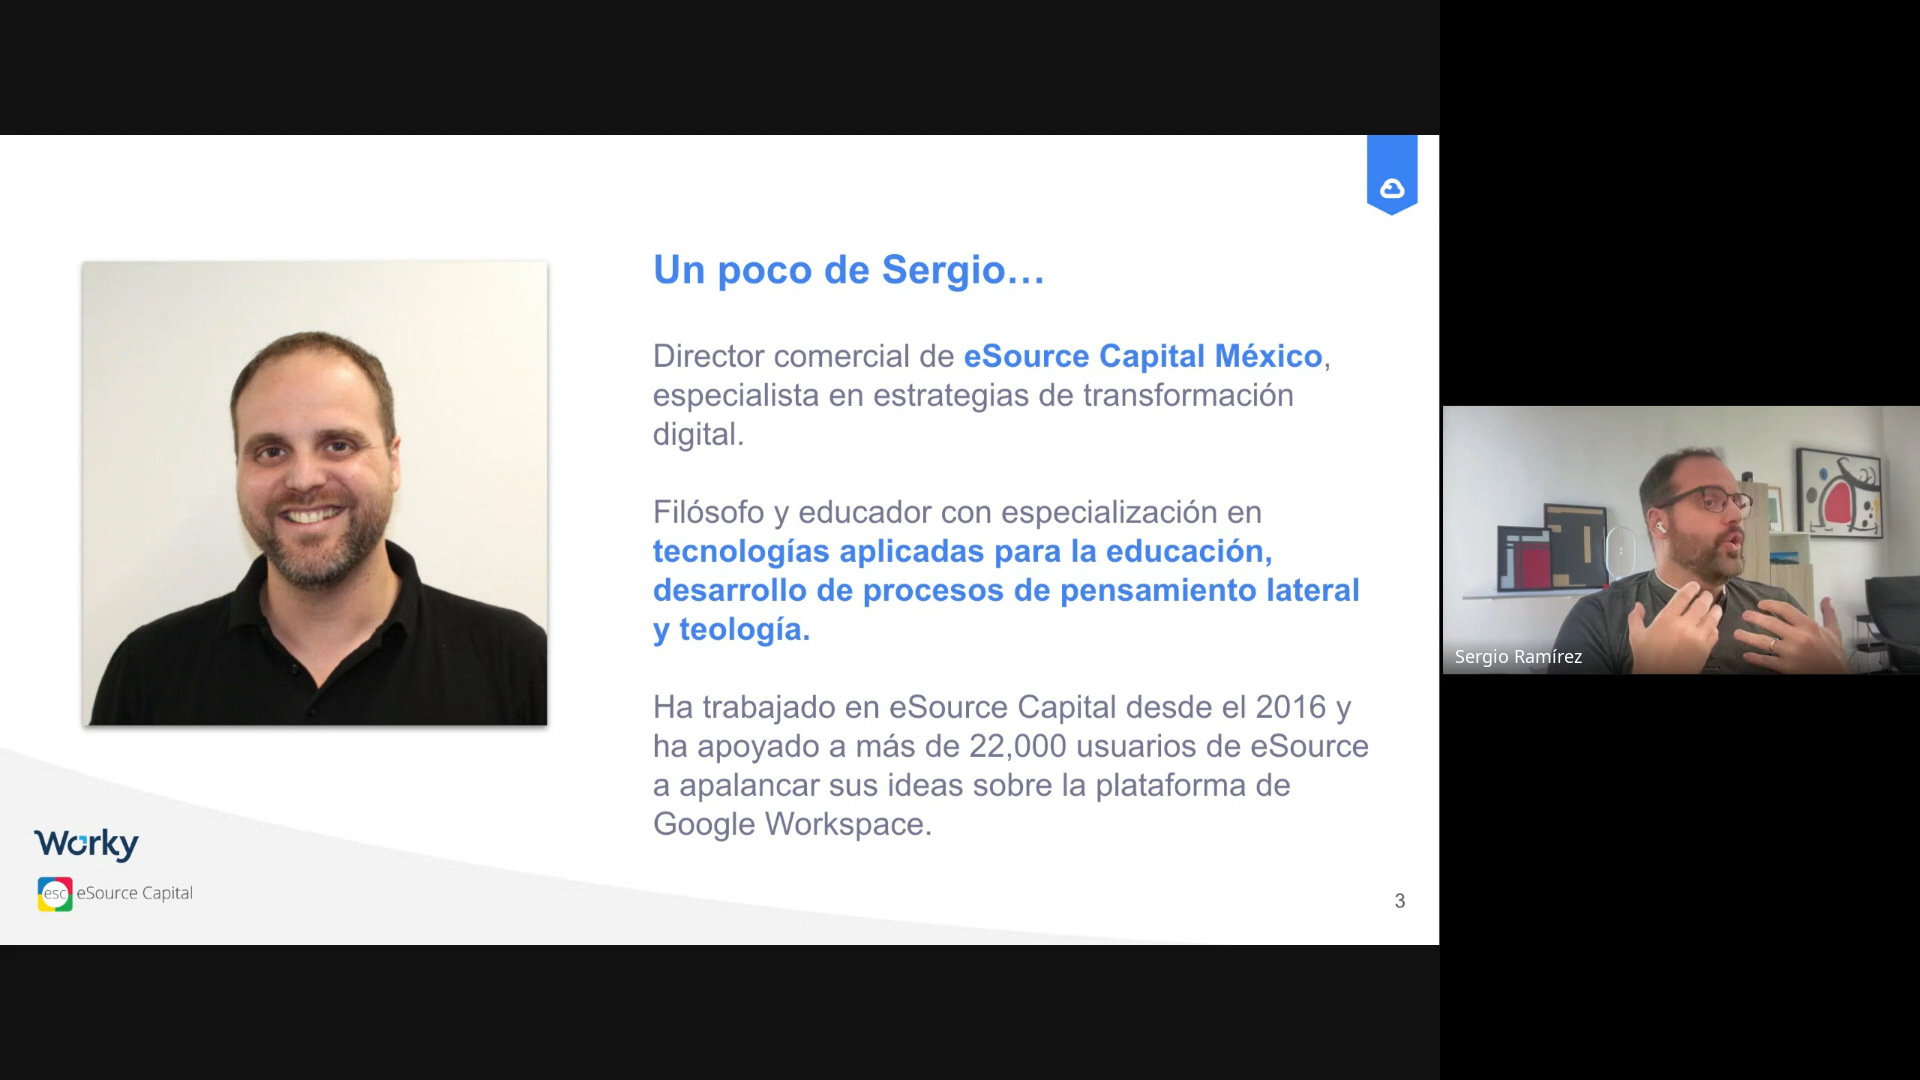 Un poco de Sergio…
Director comercial de eSource Capital México,
especialista en estrategias de transformación
digital.
Filósofo y educador con especialización en
tecnologías aplicadas para la educación,
desarrollo de procesos de pensamiento lateral
y teología.
Ha trabajado en eSource Capital desde el 2016 y
ha apoyado a más de 22,000 usuarios de eSource
a apalancar sus ideas sobre la plataforma de
Google Workspace.
Worky
esc eSource Capital
3
Sergio Ramírez